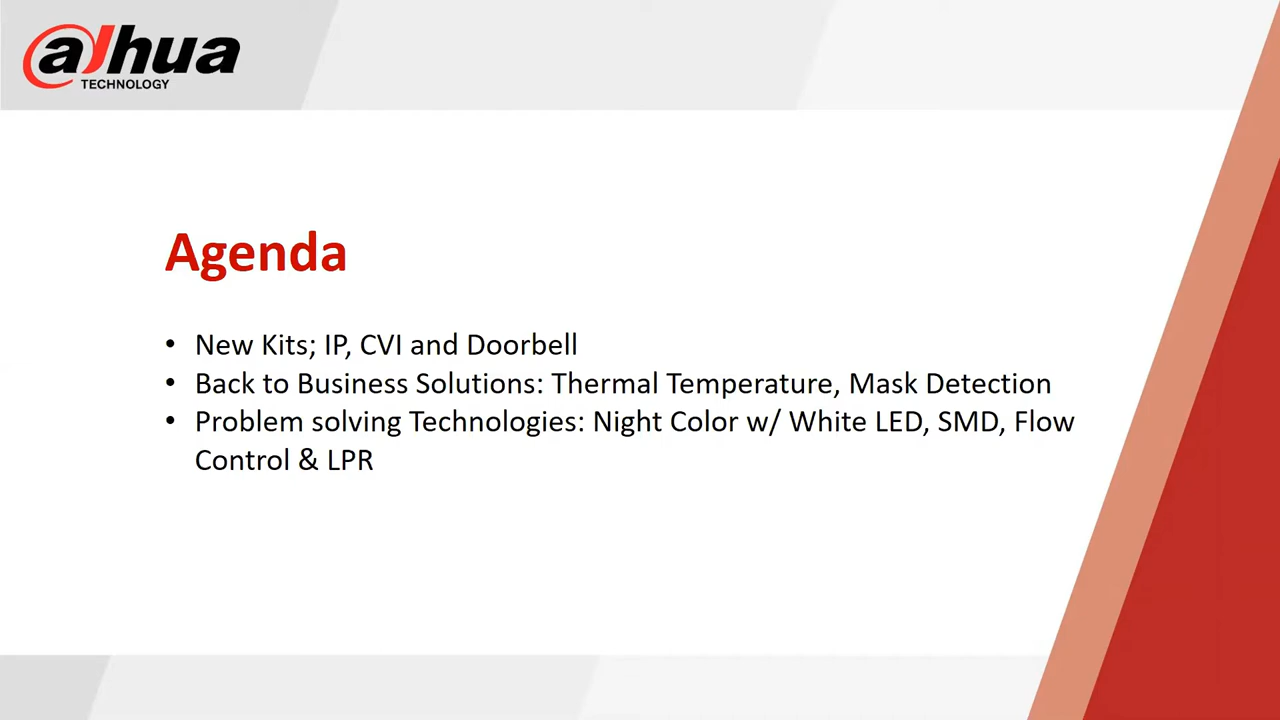 alhua
TECHNOLOGY
Agenda
• New Kits; IP, CVI and Doorbell
• Back to Business Solutions: Thermal Temperature, Mask Detection
• Problem solving Technologies: Night Color w/ White LED, SMD, Flow
Control & LPR